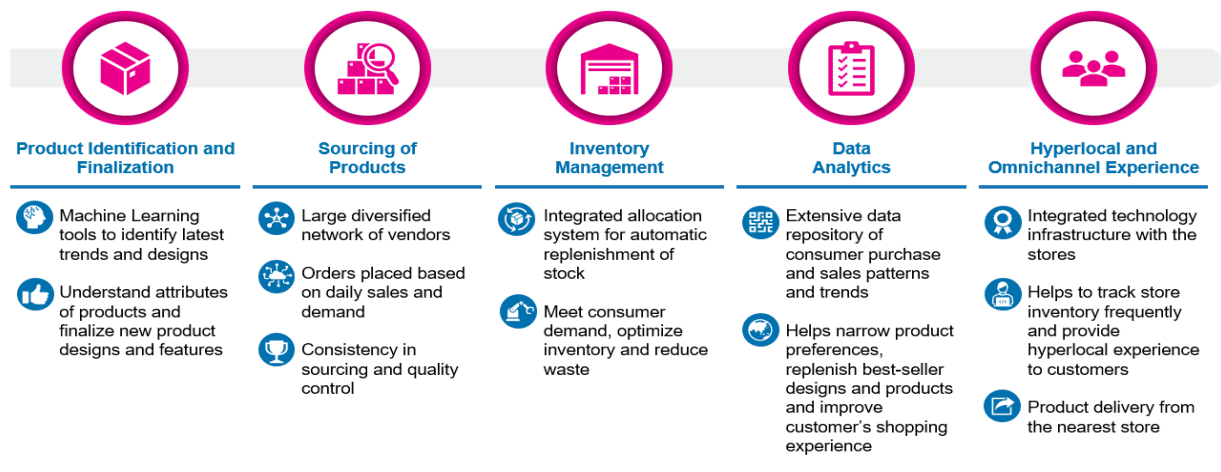 Product Identification and
Finalization
Machine Learning
tools to identify latest
trends and designs
Understand attributes
of products and
finalize new product
designs and features
Sourcing of
Products
Large diversified
network of vendors
Orders placed based
on daily sales and
demand
Consistency in
sourcing and quality
control
Inventory
Management
Integrated allocation
system for automatic
replenishment of
stock
Meet consumer
demand, optimize
inventory and reduce
waste
Data
Analytics
Extensive data
repository of
consumer purchase
and sales patterns
and trends
Helps narrow product
preferences,
replenish best-seller
designs and products
and improve
customer’s shopping
experience
Hyperlocal and
Omnichannel Experience
Integrated technology
infrastructure with the
stores
Helps to track store
inventory frequently
and provide
hyperlocal experience
to customers
Product delivery from
the nearest store